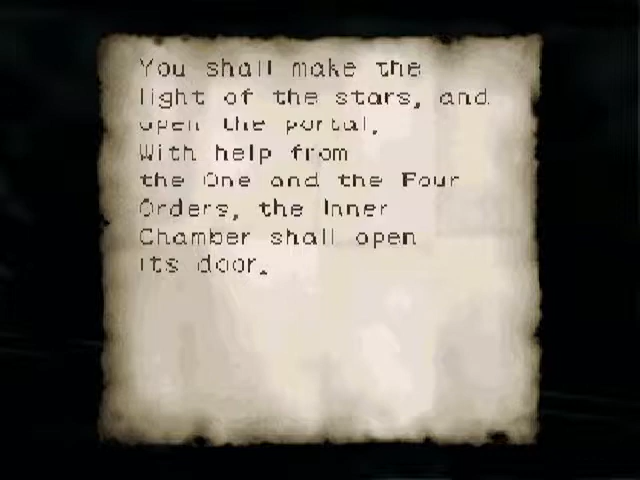 You shall make the
light of the stars, and
open the portal,
With help from
the One and the Four
Orders, the Inner
Chamber shall open
its door.